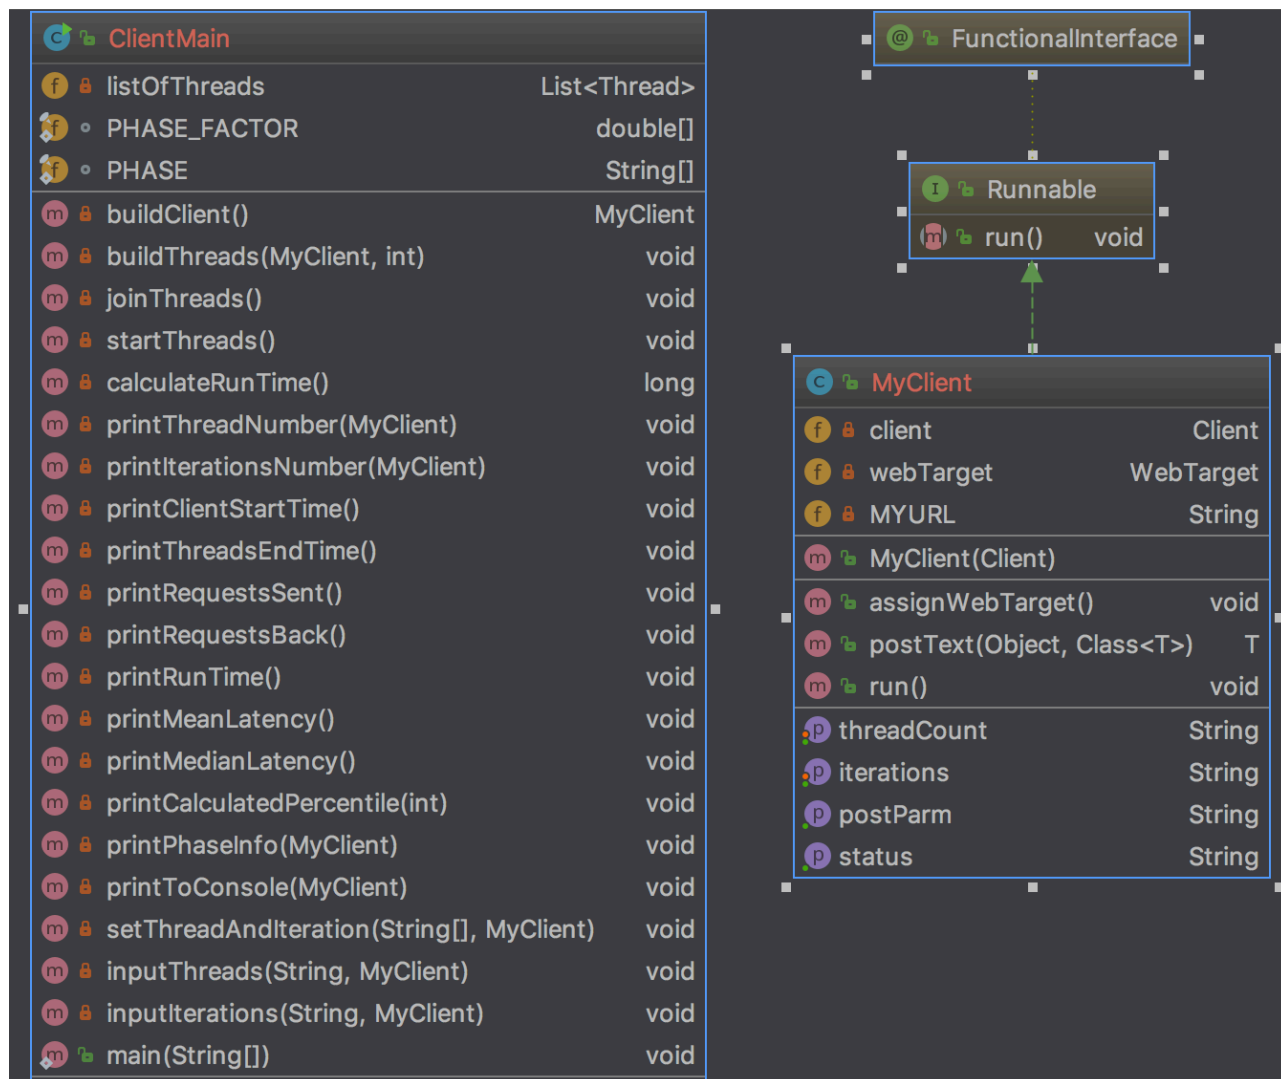 ClientMain
listOfThreads List<Thread>
PHASE_FACTOR double[]
PHASE String[]
buildClient() MyClient
buildThreads(MyClient, int) void
joinThreads() void
startThreads() void
calculateRunTime() long
printThreadNumber(MyClient) void
printIterationsNumber(MyClient) void
printClientStartTime() void
printThreadsEndTime() void
printRequestsSent() void
printRequestsBack() void
printRunTime() void
printMeanLatency() void
printMedianLatency() void
printCalculatedPercentile(int) void
printPhaseInfo(MyClient) void
printToConsole(MyClient) void
setThreadAndIteration(String[], MyClient) void
inputThreads(String, MyClient) void
inputIterations(String, MyClient) void
main(String[]) void
FunctionalInterface
Runnable
run() void
MyClient
client Client
webTarget WebTarget
MYURL String
MyClient(Client)
assignWebTarget() void
postText(Object, Class<T>) T
run() void
threadCount String
iterations String
postParm String
status String